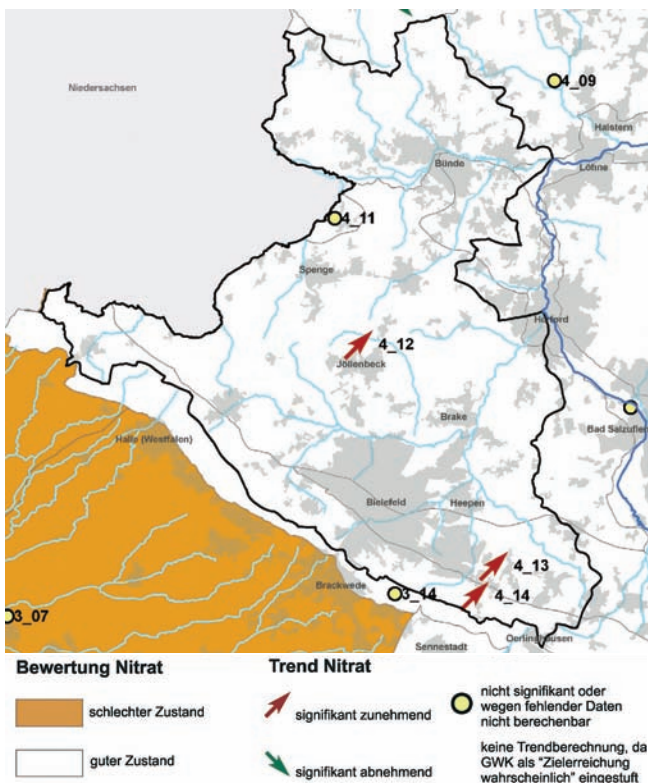 Niedersachsen
4_09
Halstern
Bünde
Löhne
4_11
Spenge
Herford
4_12
Jöllenbeck
Brake
Bad Salzuflen
Halle (Westfalen)
Bielefeld
Heepen
4_13
Brackwede
3_14
4_14
3_07
Sennestadt
Oerlinghausen
Bewertung Nitrat
schlechter Zustand
guter Zustand
Trend Nitrat
signifikant zunehmend
signifikant abnehmend
nicht signifikant oder
wegen fehlender Daten
nicht berechenbar
keine Trendberechnung, da
GWK als "Zielerreichung
wahrscheinlich" eingestuft